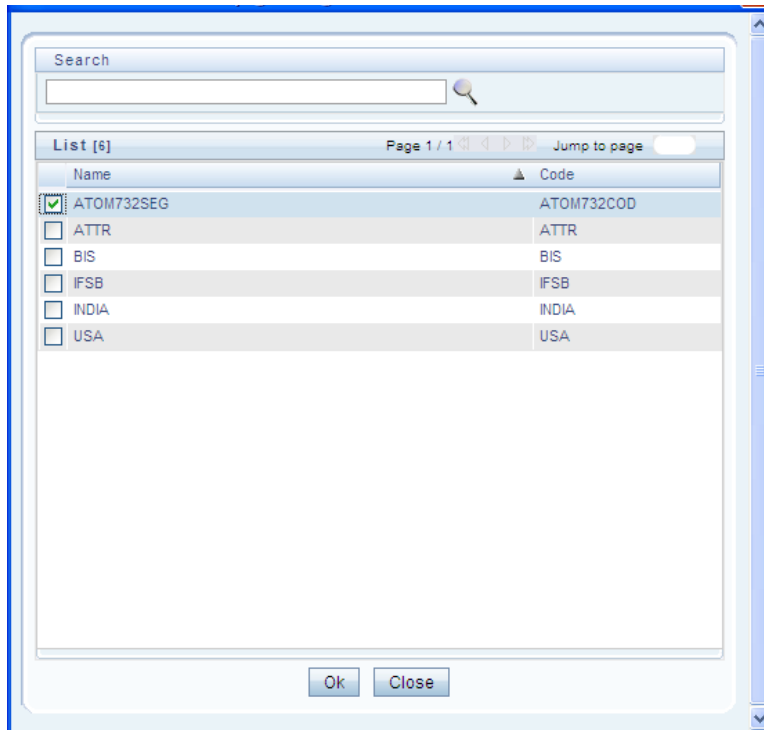 Search
List [6] Page 1 / 1 Jump to page
Name Code
ATOM732SEG ATOM732COD
ATTR ATTR
BIS BIS
IFSB IFSB
INDIA INDIA
USA USA
Ok Close